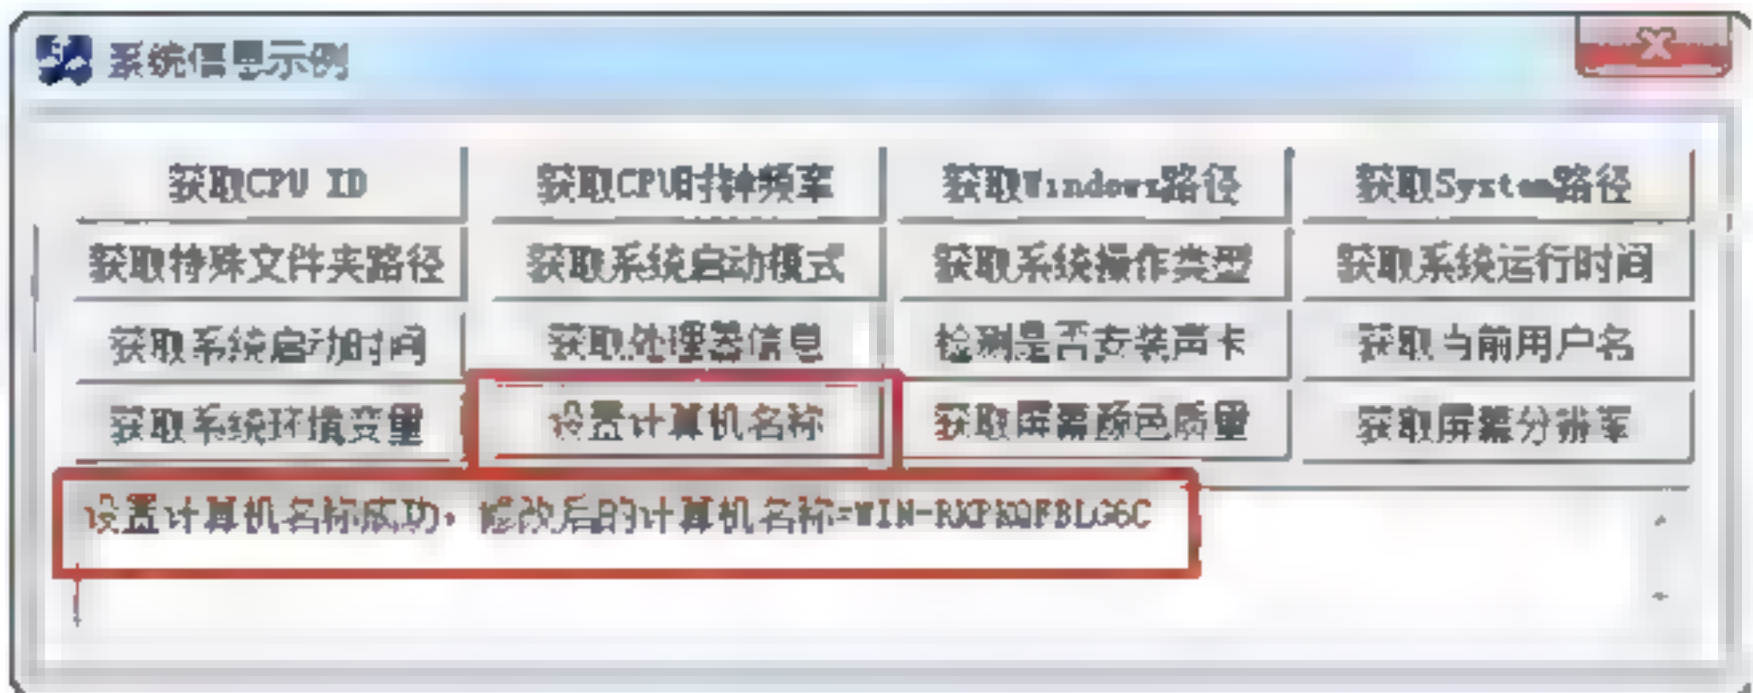 系统信息示例
获取CPU ID 获取CPU时钟频率 获取Windows路径 获取System路径
获取特殊文件夹路径 获取系统启动模式 获取系统操作类型 获取系统运行时间
获取系统启动时间 获取处理器信息 检测是否安装声卡 获取当前用户名
获取系统环境变量 设置计算机名称 获取屏幕颜色质量 获取屏幕分辨率
设置计算机名称成功, 修改后的计算机名称=